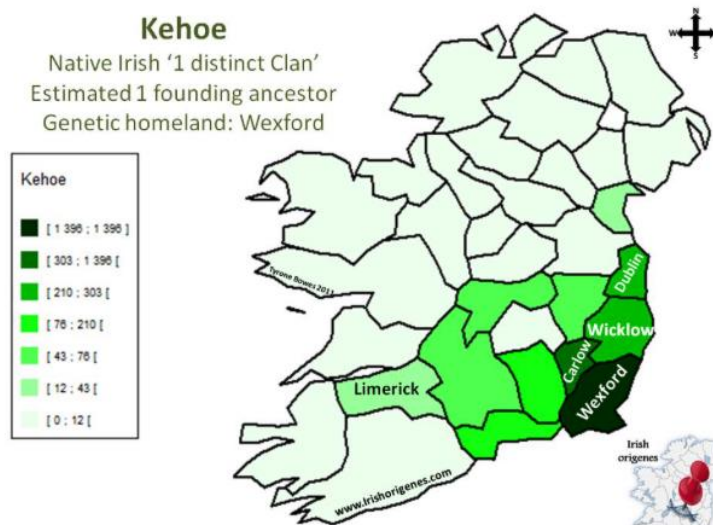 Kehoe
Native Irish ‘1 distinct Clan’
Estimated 1 founding ancestor
Genetic homeland: Wexford
N
W
E
S
Kehoe
[ 1 396 ; 1 396 ]
[ 303 ; 1 396 [
[ 210 ; 303 [
[ 76 ; 210 [
[ 43 ; 76 [
[ 12 ; 43 [
[ 0 ; 12 [
Tyrone Bowes 2011
Dublin
Wicklow
Carlow
Wexford
Limerick
www.Irishorigenes.com
Irish
origenes